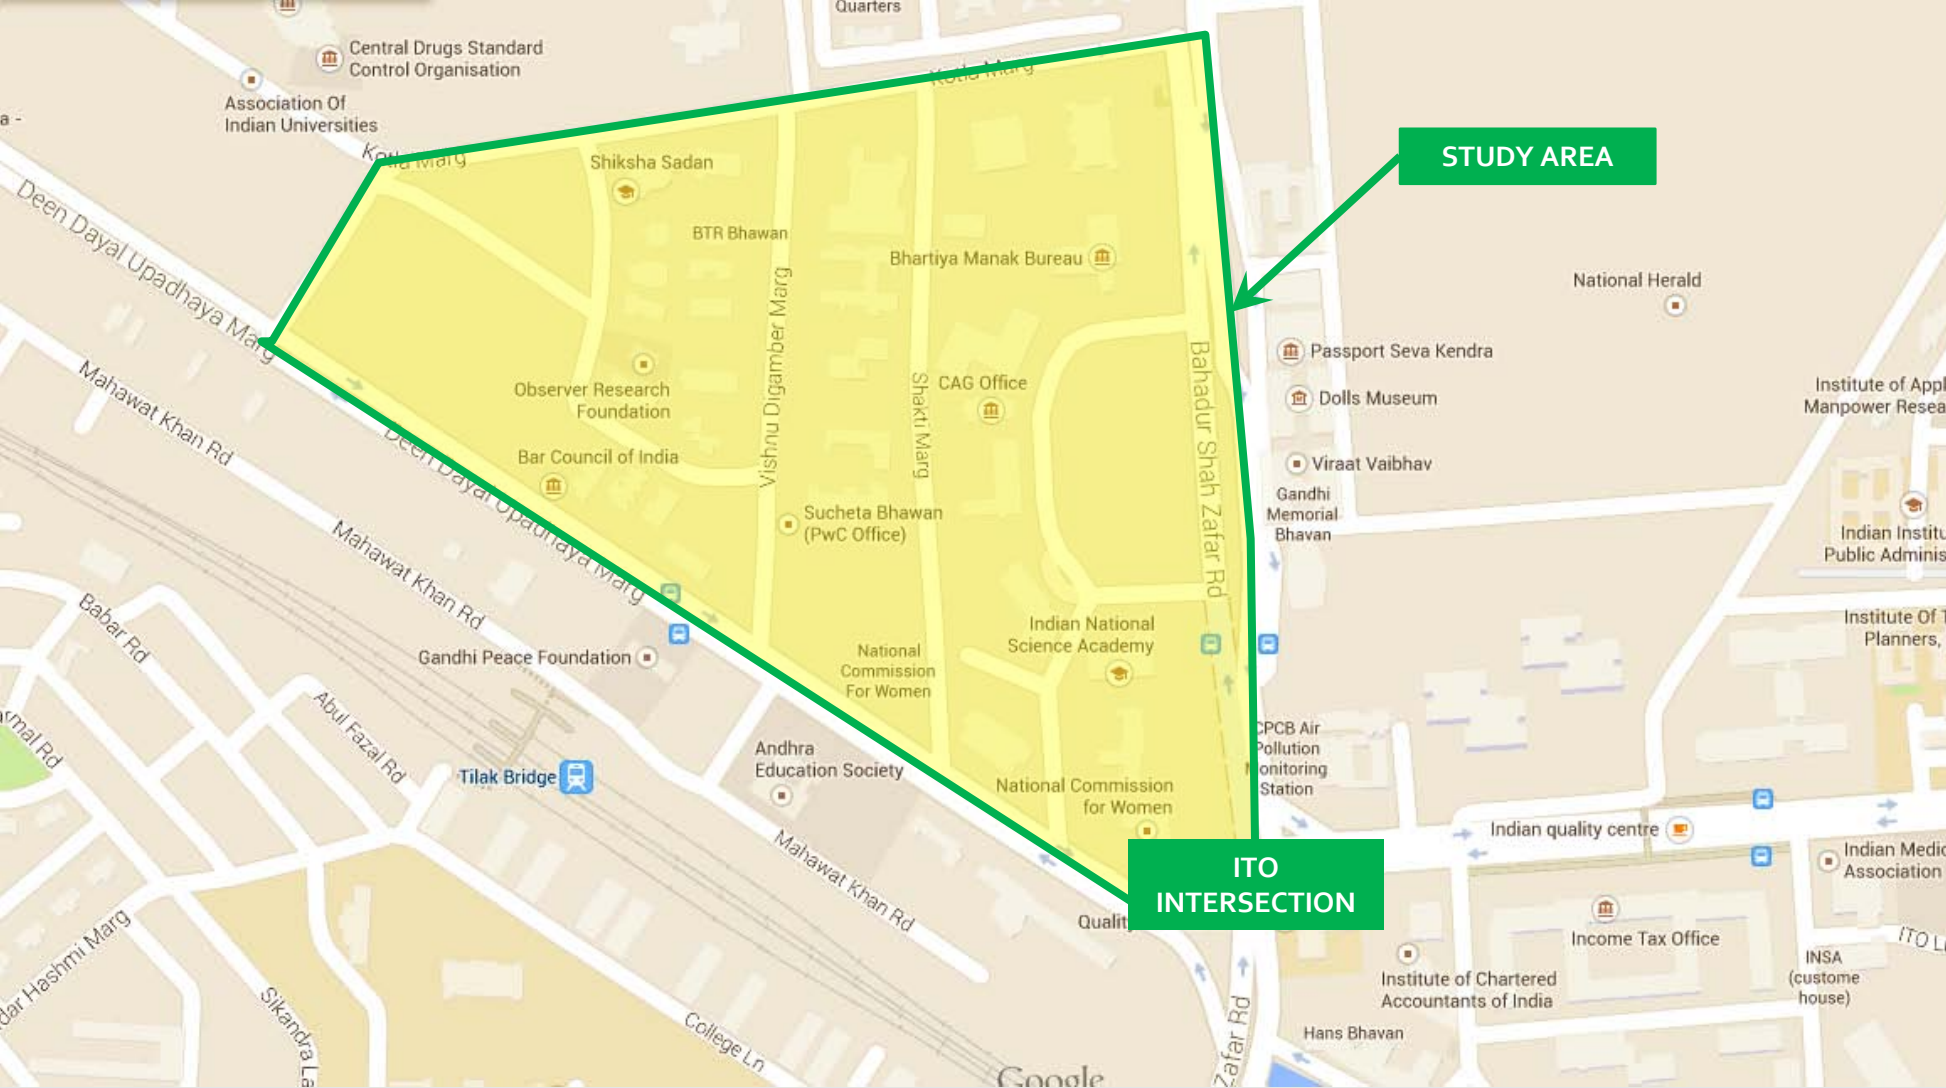 Quarters
Central Drugs Standard
Control Organisation
Association Of
Indian Universities
a -
Kotla Marg
Kotla Marg
STUDY AREA
Shiksha Sadan
BTR Bhawan
Bhartiya Manak Bureau
Deen Dayal Upadhaya Marg
National Herald
Passport Seva Kendra
Dolls Museum
Viraat Vaibhav
Gandhi
Memorial
Bhavan
Institute of Appl
Manpower Resea
Indian Institu
Public Adminis
Institute Of T
Planners,
Mahawat Khan Rd
Observer Research
Foundation
Vishnu Digamber Marg
Shakti Marg
CAG Office
Bahadur Shah Zafar Rd
Bar Council of India
Deen Dayal Upadhaya Marg
Sucheta Bhawan
(PwC Office)
Mahawat Khan Rd
Babar Rd
Gandhi Peace Foundation
National
Commission
For Women
Indian National
Science Academy
Abul Fazal Rd
Tilak Bridge
Andhra
Education Society
National Commission
for Women
CPCB Air
Pollution
Monitoring
Station
Indian quality centre
Indian Medic
Association
ITO
INTERSECTION
Mahawat Khan Rd
Qualit
Income Tax Office
Institute of Chartered
Accountants of India
INSA
(custome
house)
ITO L
dar Hashmi Marg
Sikandra La
College Ln
Zafar Rd
Hans Bhavan
Google